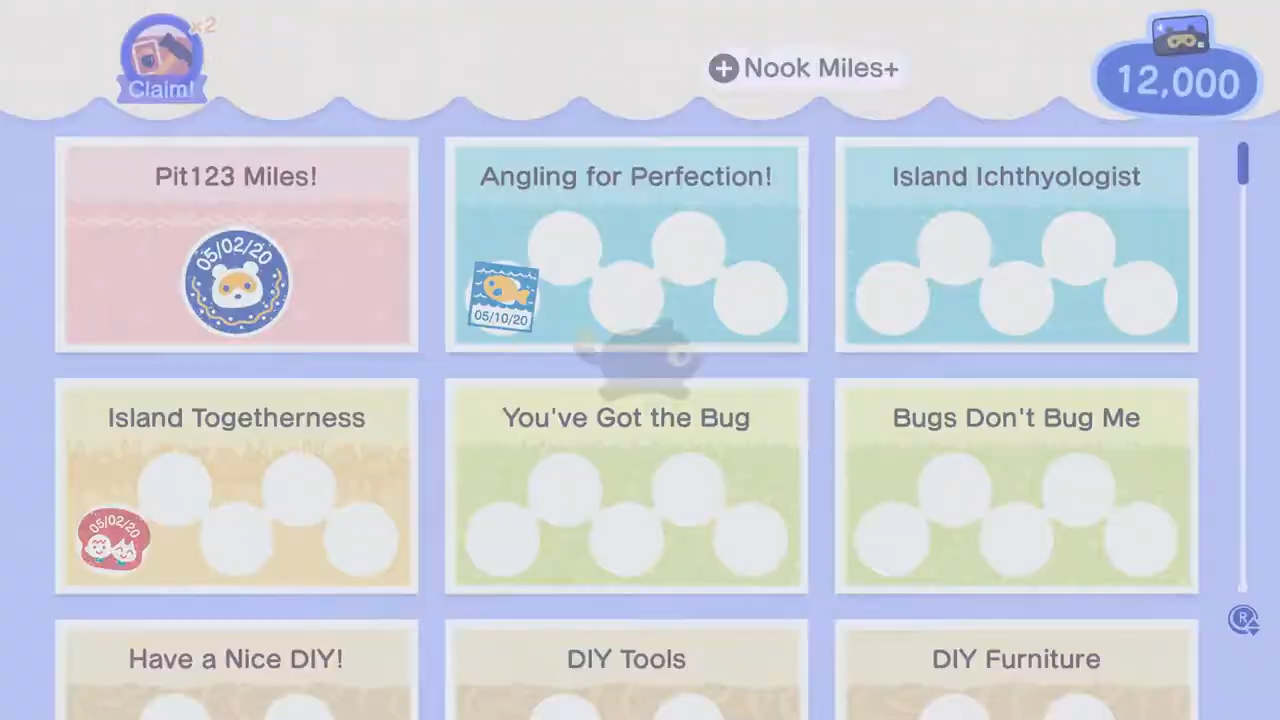 ×2
Claim!
Nook Miles+
12,000
Pit123 Miles!
Angling for Perfection!
Island Ichthyologist
05/02/20
05/10/20
Island Togetherness
You've Got the Bug
Bugs Don't Bug Me
05/02/20
R
Have a Nice DIY!
DIY Tools
DIY Furniture